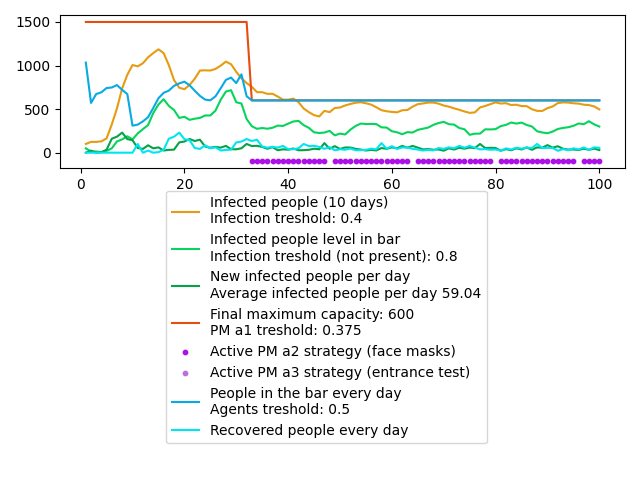 1500
1000
500
0
0
20
40
60
80
100
Infected people (10 days)
Infection treshold: 0.4
Infected people level in bar
Infection treshold (not present): 0.8
New infected people per day
Average infected people per day 59.04
Final maximum capacity: 600
PM a1 treshold: 0.375
Active PM a2 strategy (face masks)
Active PM a3 strategy (entrance test)
People in the bar every day
Agents treshold: 0.5
Recovered people every day